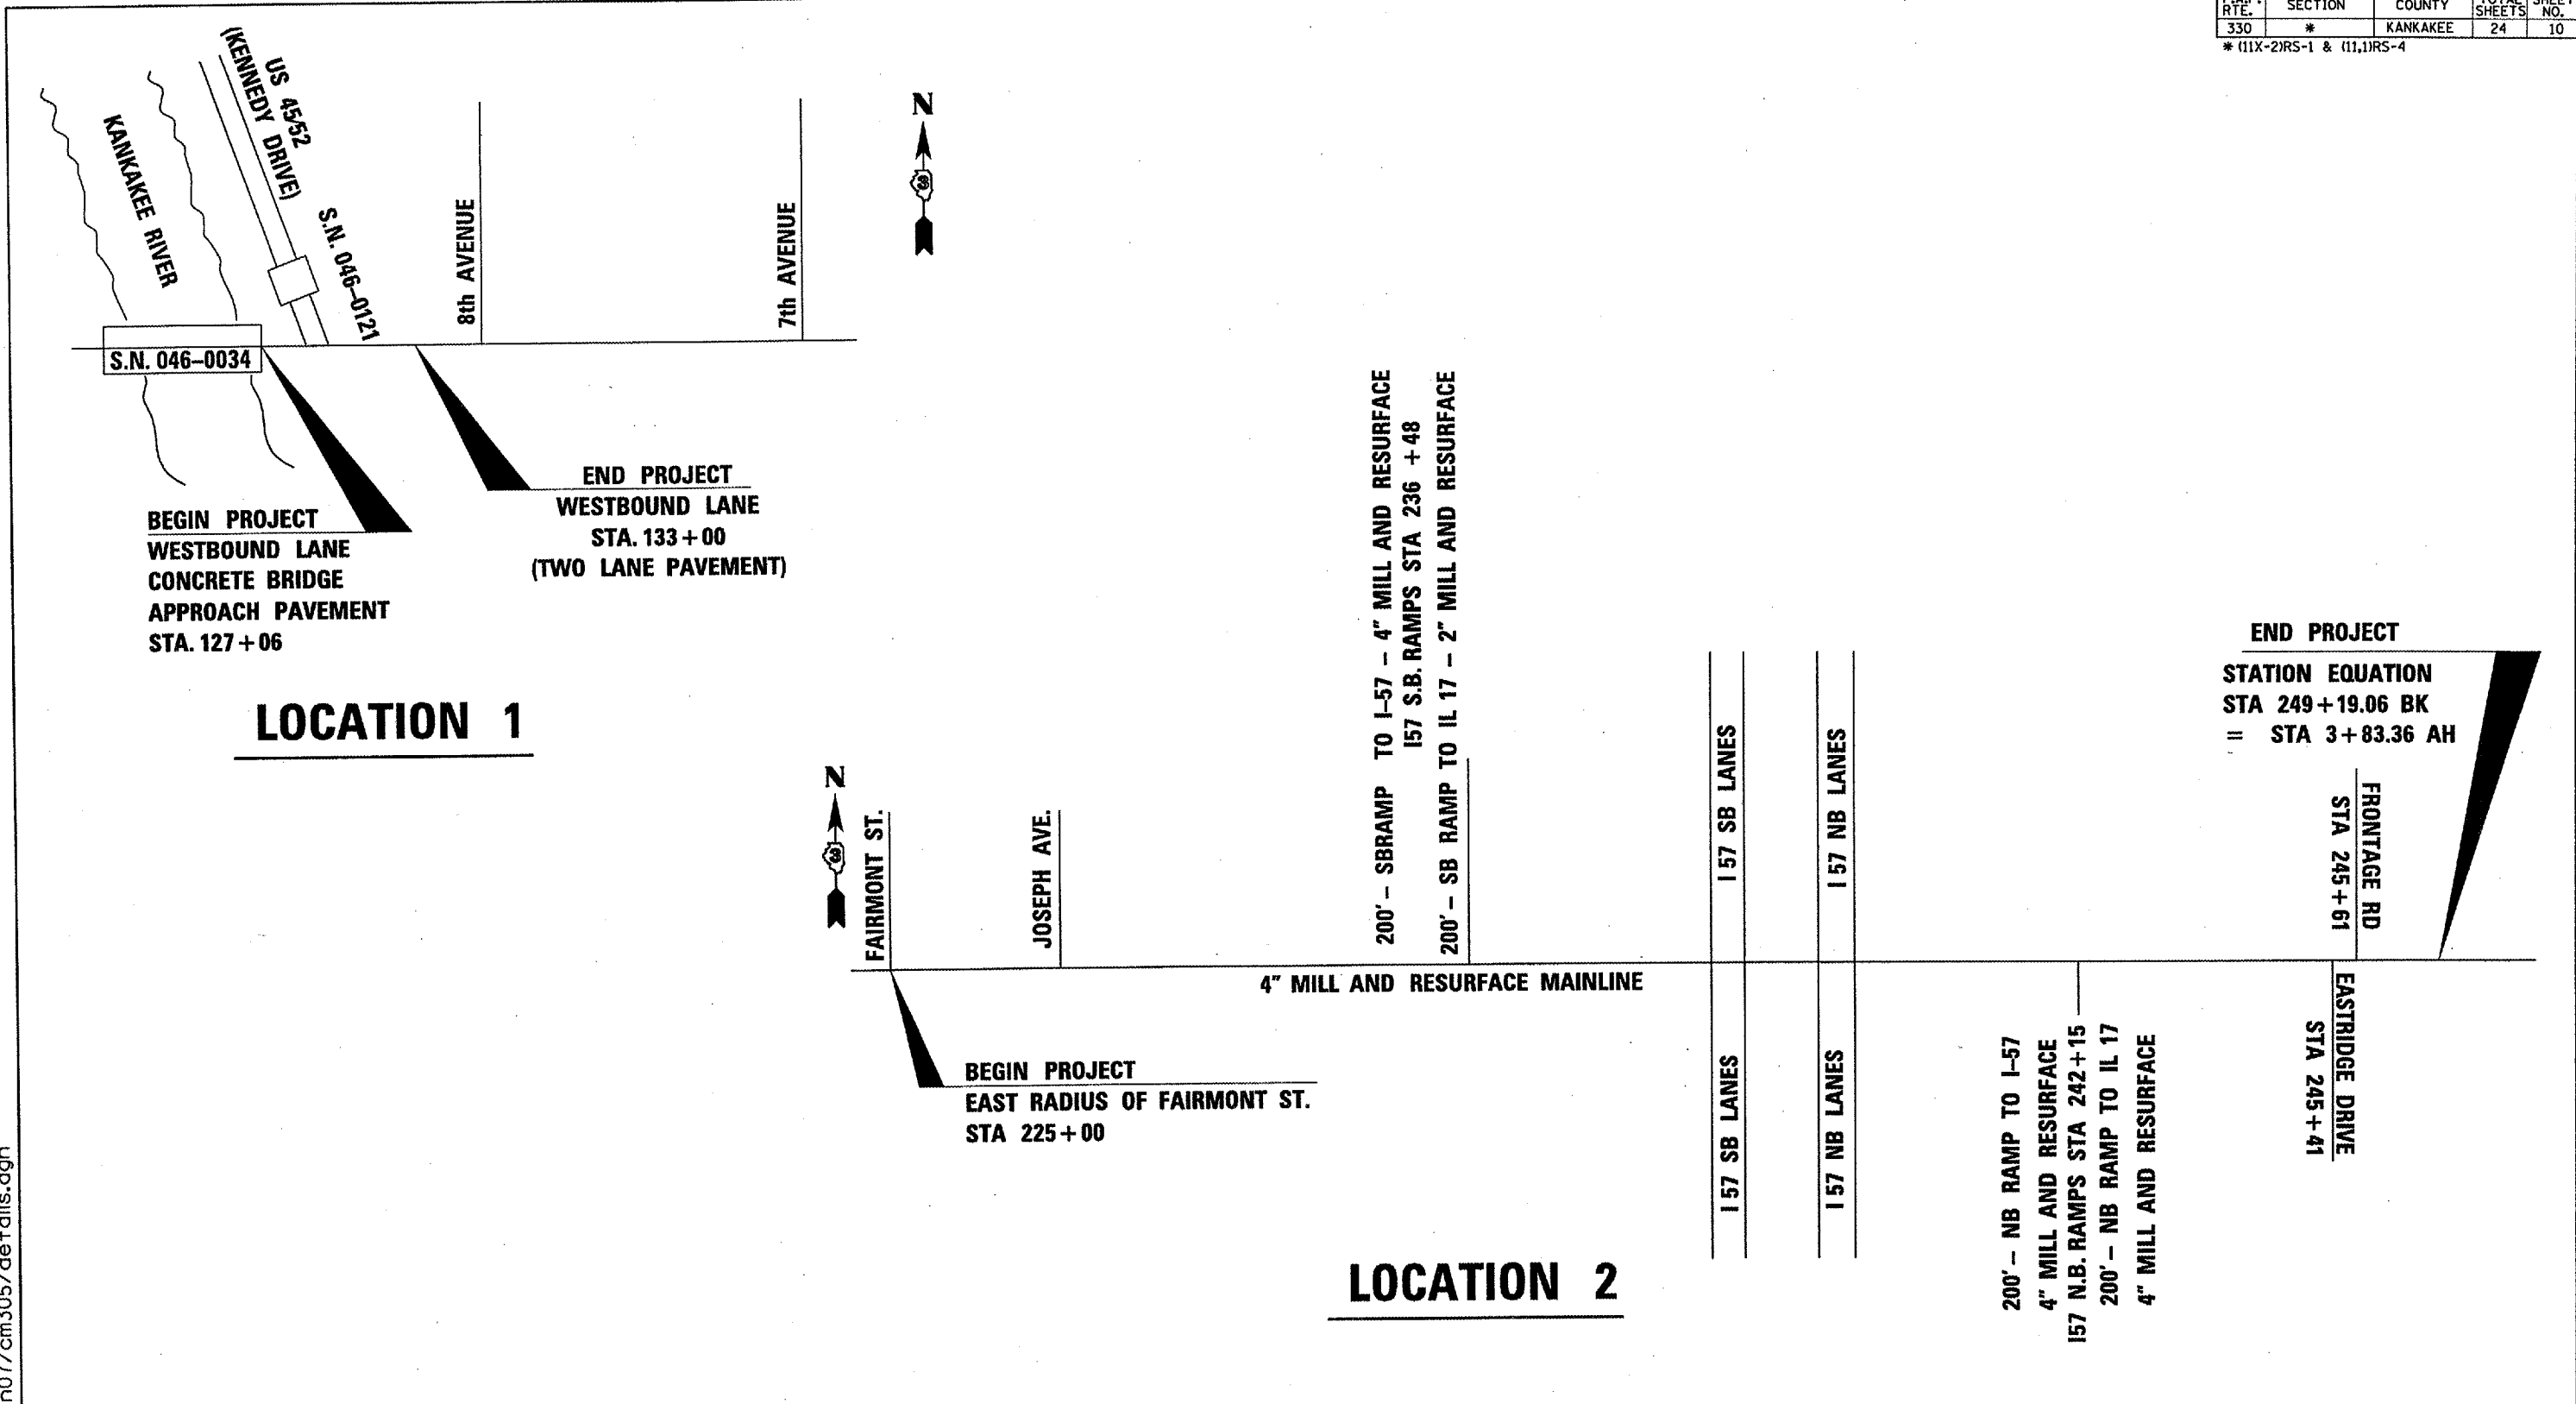 RTE.
SECTION
COUNTY
SHEETS
NO.
330
*
KANKAKEE
24
10
* (11X-2)RS-1 & (11,1)RS-4
KANKAKEE RIVER
US 45/52
(KENNEDY DRIVE)
S.N. 046-0121
8th AVENUE
7th AVENUE
N
S.N. 046-0034
BEGIN PROJECT
WESTBOUND LANE
CONCRETE BRIDGE
APPROACH PAVEMENT
STA. 127+06
END PROJECT
WESTBOUND LANE
STA. 133+00
(TWO LANE PAVEMENT)
LOCATION 1
N
FAIRMONT ST.
JOSEPH AVE.
200'- SBRAMP TO I-57 - 4" MILL AND RESURFACE
I57 S.B. RAMPS STA 236 +48
200'- SB RAMP TO IL 17 - 2" MILL AND RESURFACE
I 57 SB LANES
I 57 NB LANES
END PROJECT
STATION EQUATION
STA 249+19.06 BK
= STA 3+83.36 AH
FRONTAGE RD
STA 245+61
4" MILL AND RESURFACE MAINLINE
BEGIN PROJECT
EAST RADIUS OF FAIRMONT ST.
STA 225+00
I 57 SB LANES
I 57 NB LANES
200'- NB RAMP TO I-57
4" MILL AND RESURFACE
I57 N.B. RAMPS STA 242+15
200'- NB RAMP TO IL 17
4" MILL AND RESURFACE
EASTRIDGE DRIVE
STA 245+41
LOCATION 2